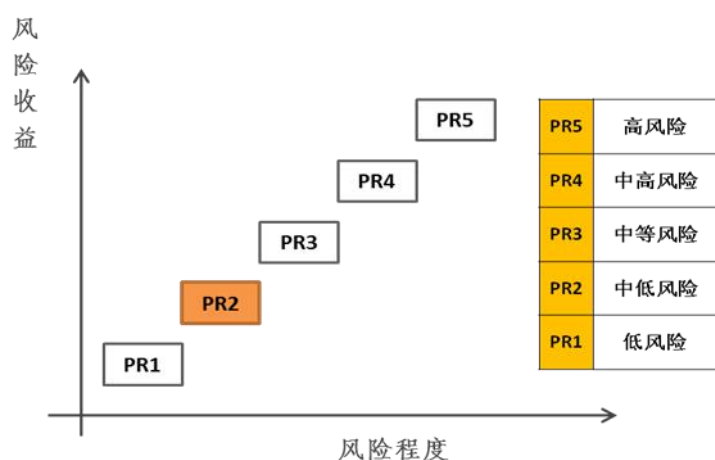 风险收益
PR5
PR4
PR3
PR2
PR1
风险程度
PR5 高风险
PR4 中高风险
PR3 中等风险
PR2 中低风险
PR1 低风险